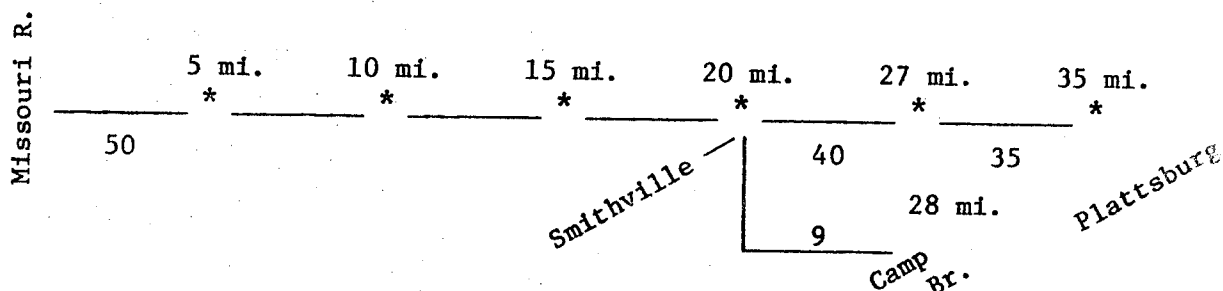 Missouri R.
5 mi. 10 mi. 15 mi. 20 mi. 27 mi. 35 mi.
* * * * * *
50 40 35
Smithville
28 mi.
Plattsburg
9
Camp
Br.